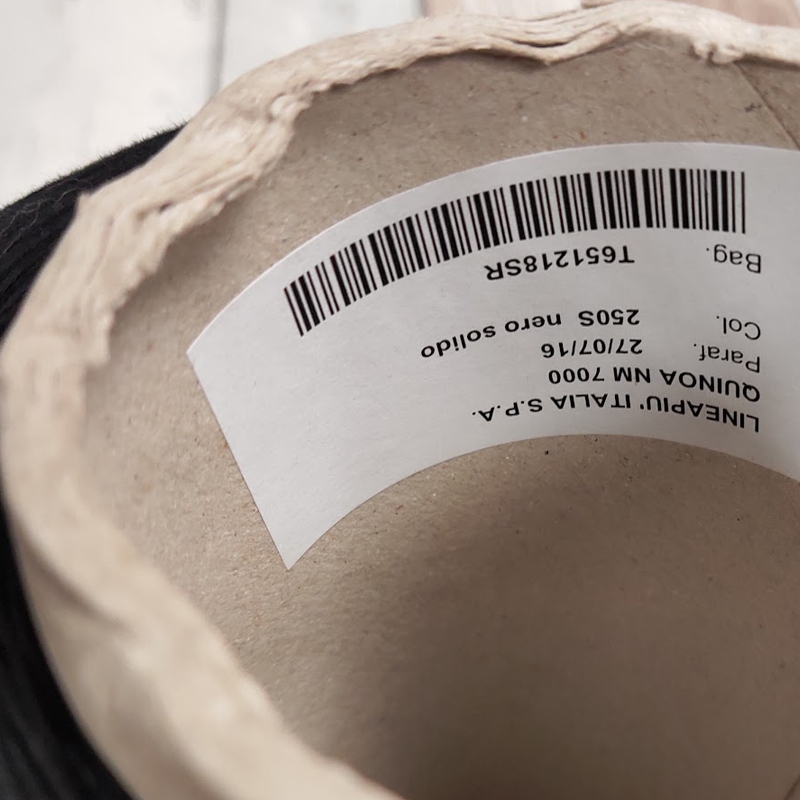 LINEAPIU' ITALIA S.P.A.
QUINOA NM 7000
Paraf. 27/07/16
Col. 250S nero solido
Bag. T651218SR